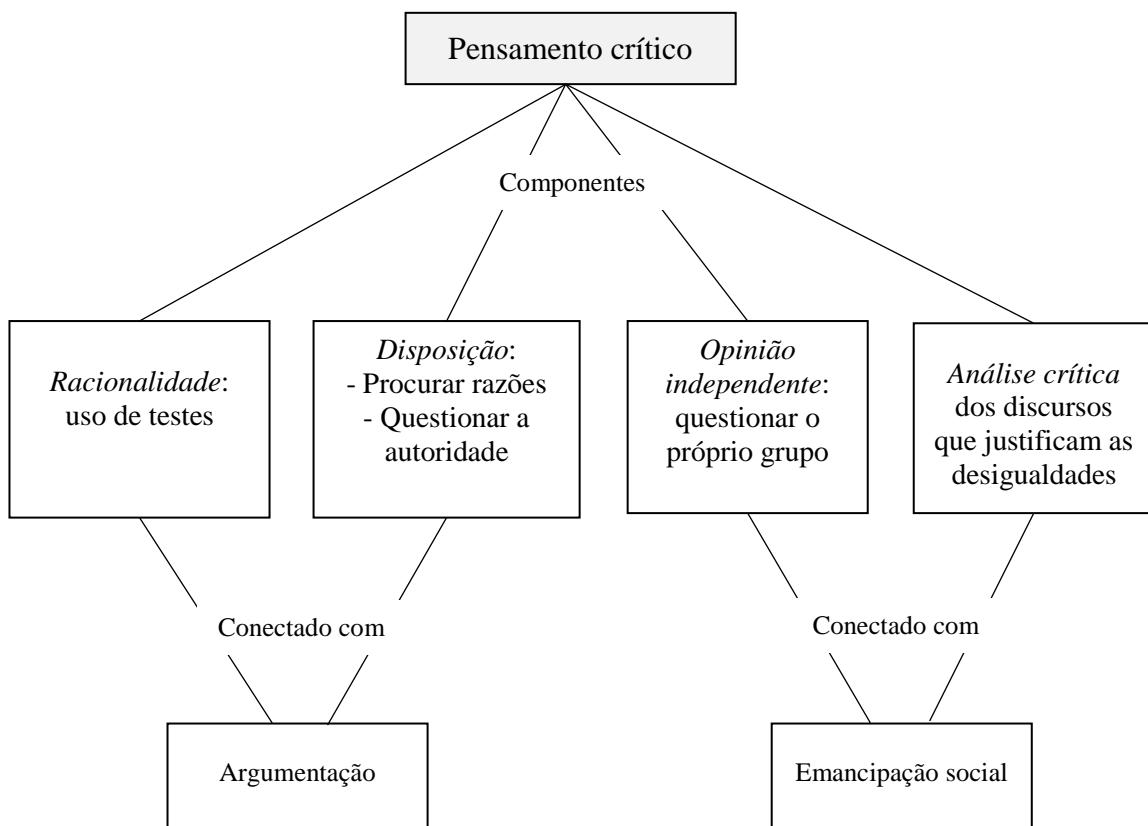 Pensamento crítico
Componentes
Racionalidade:
uso de testes
Disposição:
- Procurar razões
- Questionar a
autoridade
Opinião
independente:
questionar o
próprio grupo
Análise crítica
dos discursos
que justificam as
desigualdades
Conectado com
Conectado com
Argumentação
Emancipação social